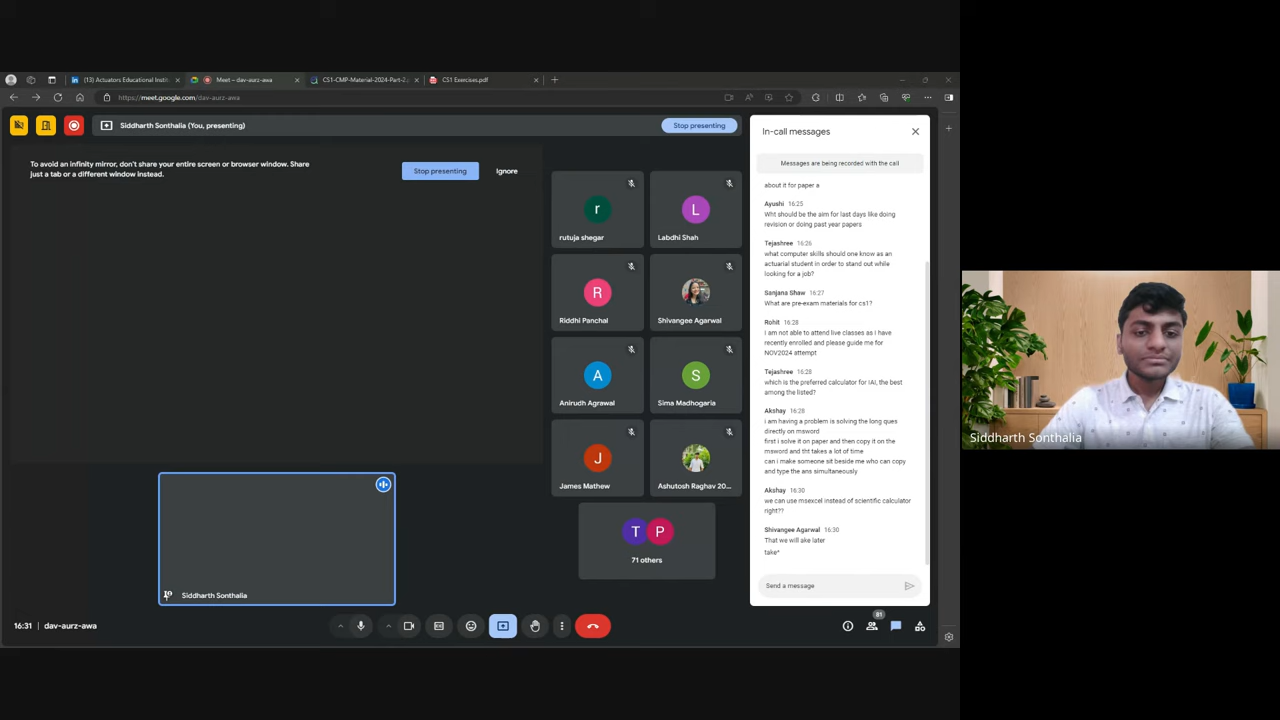 (13) Actuators Educational Instit
Meet – dav-aurz-awa
CS1-CMP-Material-2024-Part-2.p
CS1 Exercises.pdf
https://meet.google.com/dav-aurz-awa
Siddharth Sonthalia (You, presenting)
Stop presenting
To avoid an infinity mirror, don't share your entire screen or browser window. Share
just a tab or a different window instead.
Stop presenting
Ignore
r
rutuja shegar
L
Labdhi Shah
R
Riddhi Panchal
Shivangee Agarwal
A
Anirudh Agrawal
S
Sima Madhogaria
J
James Mathew
Ashutosh Raghav 20...
T
P
71 others
Siddharth Sonthalia
In-call messages
Messages are being recorded with the call
about it for paper a
Ayushi 16:25
Wht should be the aim for last days like doing
revision or doing past year papers
Tejashree 16:26
what computer skills should one know as an
actuarial student in order to stand out while
looking for a job?
Sanjana Shaw 16:27
What are pre-exam materials for cs1?
Rohit 16:28
i am not able to attend live classes as i have
recently enrolled and please guide me for
NOV2024 attempt
Tejashree 16:28
which is the preferred calculator for IAI, the best
among the listed?
Akshay 16:28
i am having a problem is solving the long ques
directly on msword
first i solve it on paper and then copy it on the
msword and tht takes a lot of time
can i make someone sit beside me who can copy
and type the ans simultaneously
Akshay 16:30
we can use msexcel instead of scientific calculator
right??
Shivangee Agarwal 16:30
That we will ake later
take*
Send a message
16:31 | dav-aurz-awa
81
Siddharth Sonthalia